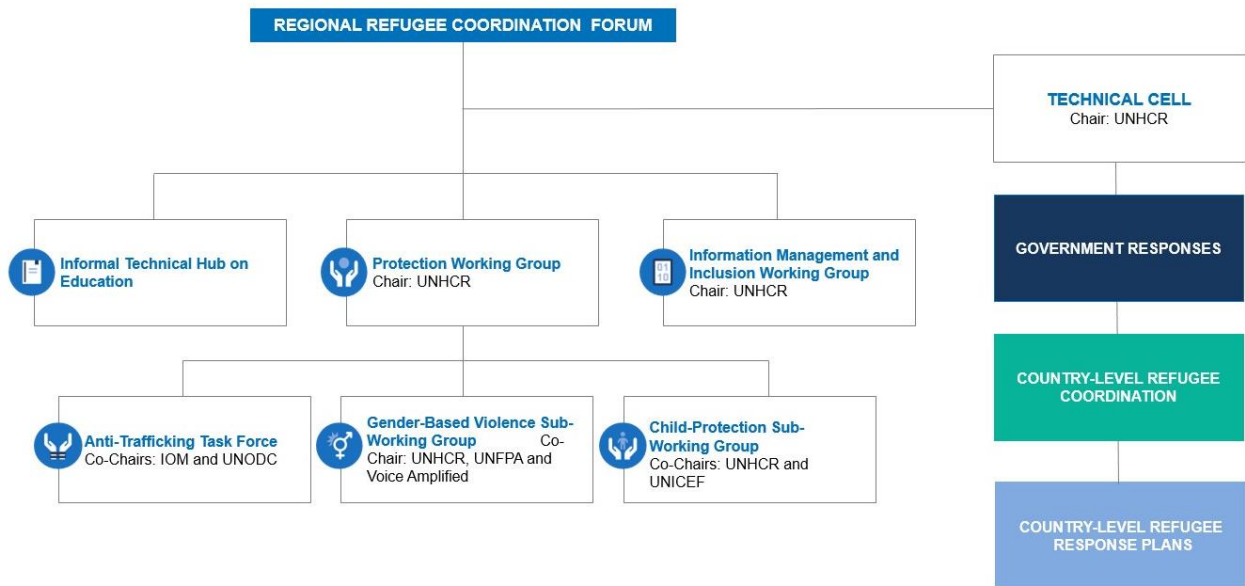 REGIONAL REFUGEE COORDINATION FORUM
TECHNICAL CELL
Chair: UNHCR
Informal Technical Hub on
Education
Protection Working Group
Chair: UNHCR
01
10
Information Management and
Inclusion Working Group
Chair: UNHCR
GOVERNMENT RESPONSES
Anti-Trafficking Task Force
Co-Chairs: IOM and UNODC
Gender-Based Violence Sub-
Working Group Co-
Chair: UNHCR, UNFPA and
Voice Amplified
Child-Protection Sub-
Working Group
Co-Chairs: UNHCR and
UNICEF
COUNTRY-LEVEL REFUGEE
COORDINATION
COUNTRY-LEVEL REFUGEE
RESPONSE PLANS